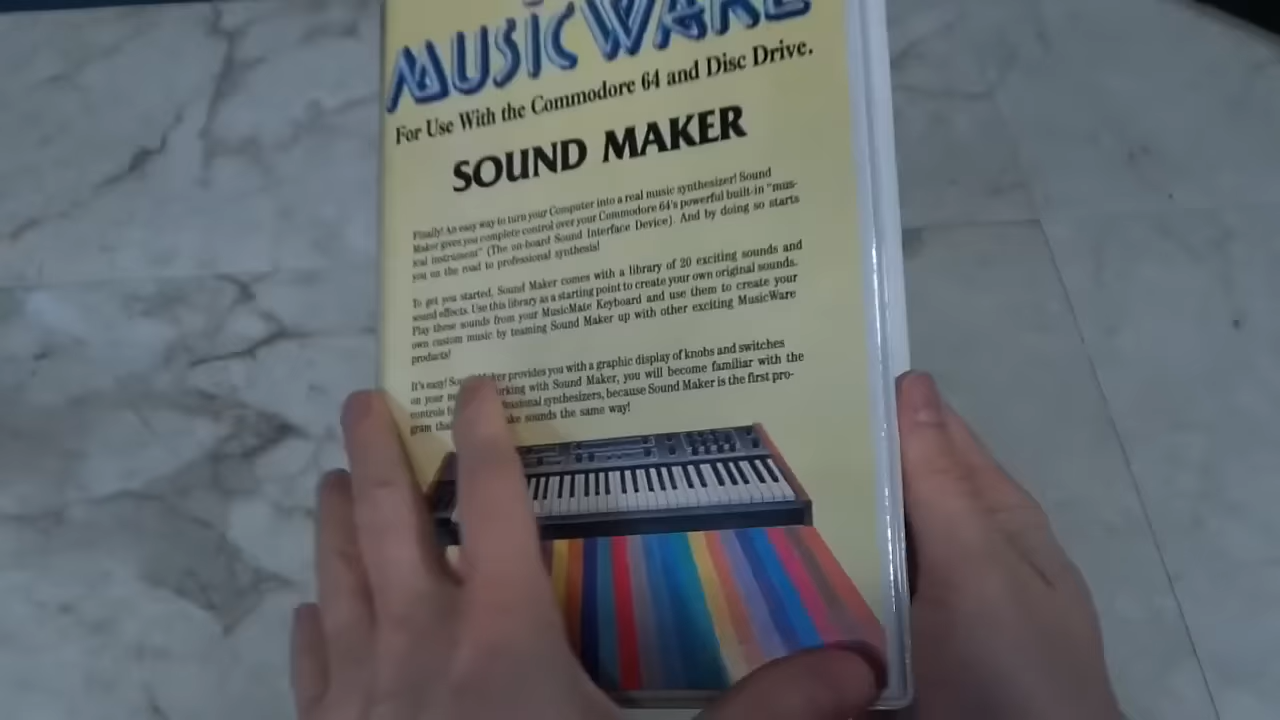 MUSIC WARE
For Use With the Commodore 64 and Disc Drive.
SOUND MAKER
Finally! An easy way to turn your Computer into a real music synthesizer! Sound
Maker gives you complete control over your Commodore 64's powerful built-in "mus-
ical instrument" (The on-board Sound Interface Device). And by doing so starts
you on the road to professional synthesis!
To get you started, Sound Maker comes with a library of 20 exciting sounds and
sound effects. Use this library as a starting point to create your own original sounds.
Play these sounds from your MusicMate Keyboard and use them to create your
own custom music by teaming Sound Maker up with other exciting MusicWare
products!
It's easy! Sound Maker provides you with a graphic display of knobs and switches
on your working with Sound Maker, you will become familiar with the
controls professional synthesizers, because Sound Maker is the first pro-
gram make sounds the same way!